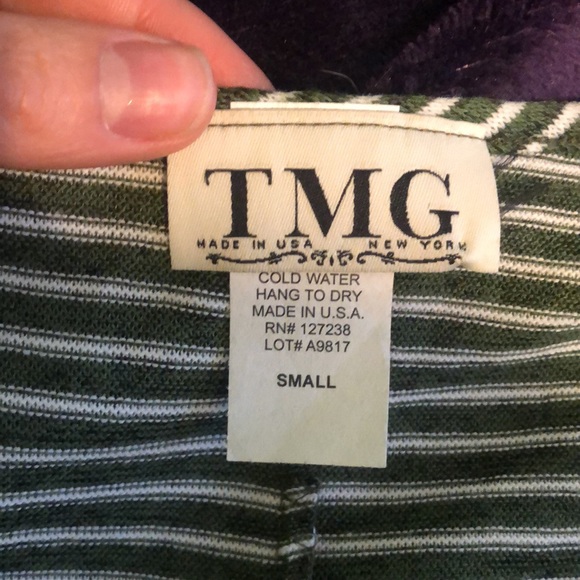 TMG
MADE IN USA NEW YORK
COLD WATER
HANG TO DRY
MADE IN U.S.A.
RN# 127238
LOT# A9817
SMALL